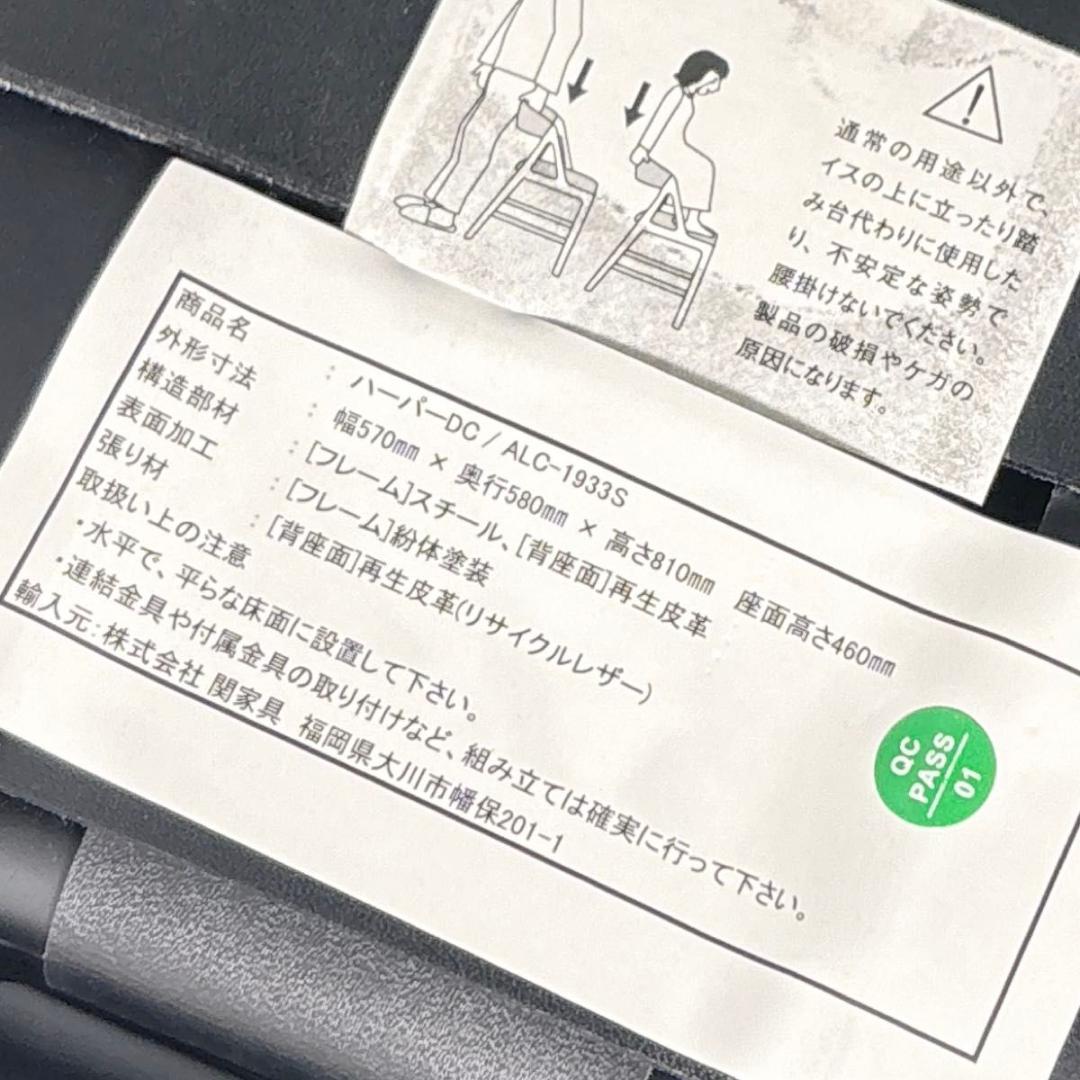 通常の用途以外で、
イスの上に立ったり踏
み台代わりに使用した
り、不安定な姿勢で
腰掛けないでください。
製品の破損やケガの
原因になります。
商品名 : ハーパーDC / ALC-1933S
外形寸法 : 幅570mm × 奥行580mm × 高さ810mm 座面高さ460mm
構造部材 : [フレーム]スチール、[背座面]再生皮革
表面加工 : [フレーム]紛体塗装
張り材 : [背座面]再生皮革(リサイクルレザー)
取扱い上の注意
・水平で、平らな床面に設置して下さい。
・連結金具や付属金具の取り付けなど、組み立ては確実に行って下さい。
輸入元:株式会社 関家具 福岡県大川市幡保201-1
QC
PASS
01